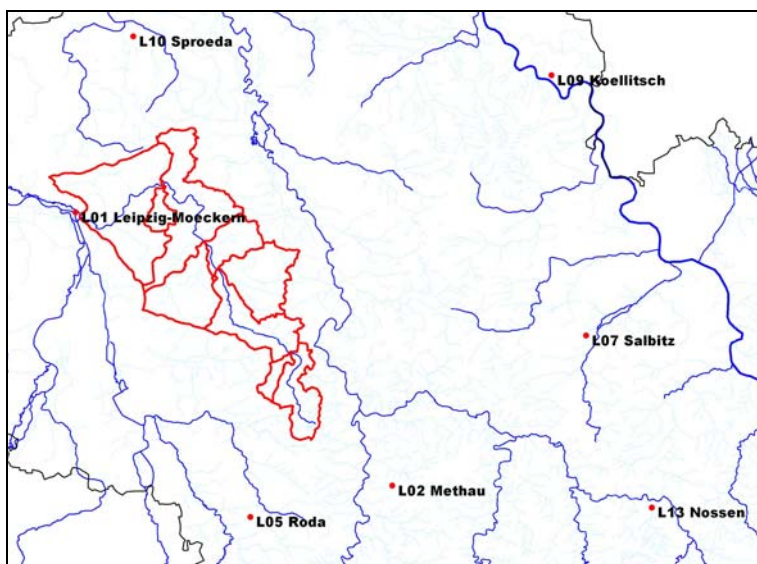 L10 Sproeda
L09 Koellitsch
L01 Leipzig-Moeckern
L07 Salbitz
L02 Methau
L13 Nossen
L05 Roda